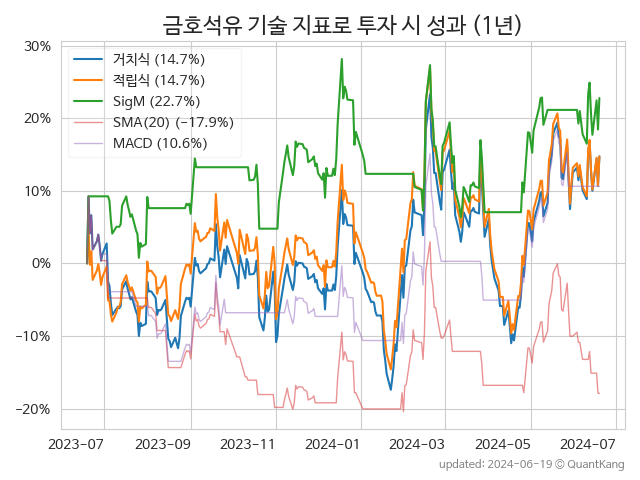 금호석유 기술 지표로 투자 시 성과 (1년)
30%
20%
10%
0%
−10%
−20%
거치식 (14.7%)
적립식 (14.7%)
SigM (22.7%)
SMA(20) (−17.9%)
MACD (10.6%)
2023-07
2023-09
2023-11
2024-01
2024-03
2024-05
2024-07
updated: 2024-06-19 ⓒ QuantKang